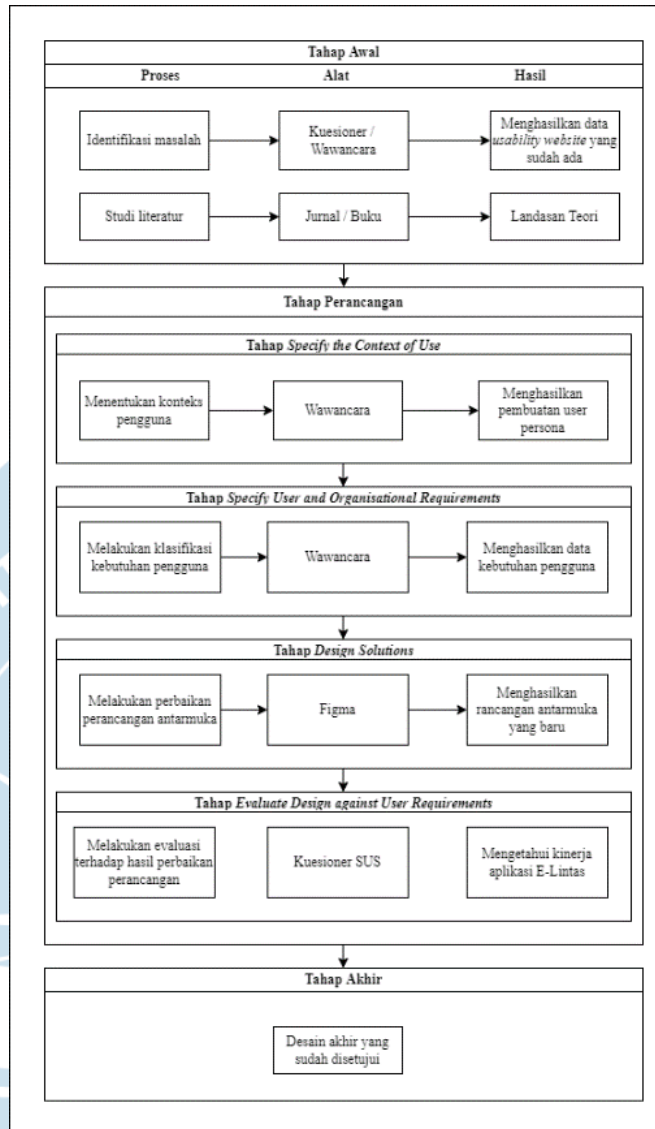 Tahap Awal
Proses Alat Hasil
Identifikasi masalah
Kuesioner /
Wawancara
Menghasilkan data
usability website yang
sudah ada
Studi literatur
Jurnal / Buku
Landasan Teori
Tahap Perancangan
Tahap Specify the Context of Use
Menentukan konteks
pengguna
Wawancara
Menghasilkan
pembuatan user
persona
Tahap Specify User and Organisational Requirements
Melakukan klasifikasi
kebutuhan pengguna
Wawancara
Menghasilkan data
kebutuhan pengguna
Tahap Design Solutions
Melakukan perbaikan
perancangan antarmuka
Figma
Menghasilkan
rancangan antarmuka
yang baru
Tahap Evaluate Design against User Requirements
Melakukan evaluasi
terhadap hasil perbaikan
perancangan
Kuesioner SUS
Mengetahui kinerja
aplikasi E-Lintas
Tahap Akhir
Desain akhir yang
sudah disetujui